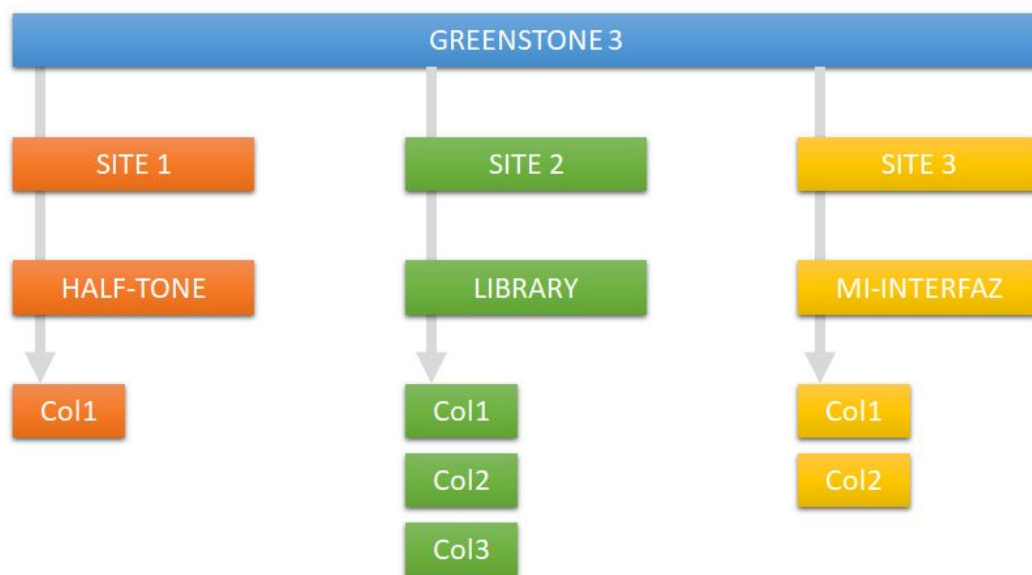 GREENSTONE 3
SITE 1
SITE 2
SITE 3
HALF-TONE
LIBRARY
MI-INTERFAZ
Col1
Col1
Col1
Col2
Col2
Col3